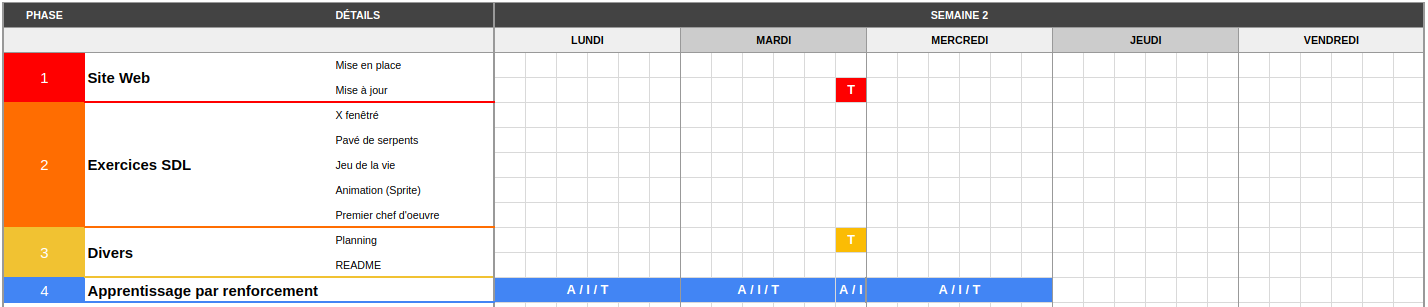 PHASE DÉTAILS SEMAINE 2
LUNDI MARDI MERCREDI JEUDI VENDREDI
1 Site Web Mise en place
Mise à jour T
2 Exercices SDL X fenêtré
Pavé de serpents
Jeu de la vie
Animation (Sprite)
Premier chef d'oeuvre
3 Divers Planning T
README
4 Apprentissage par renforcement A / I / T A / I / T A / I A / I / T